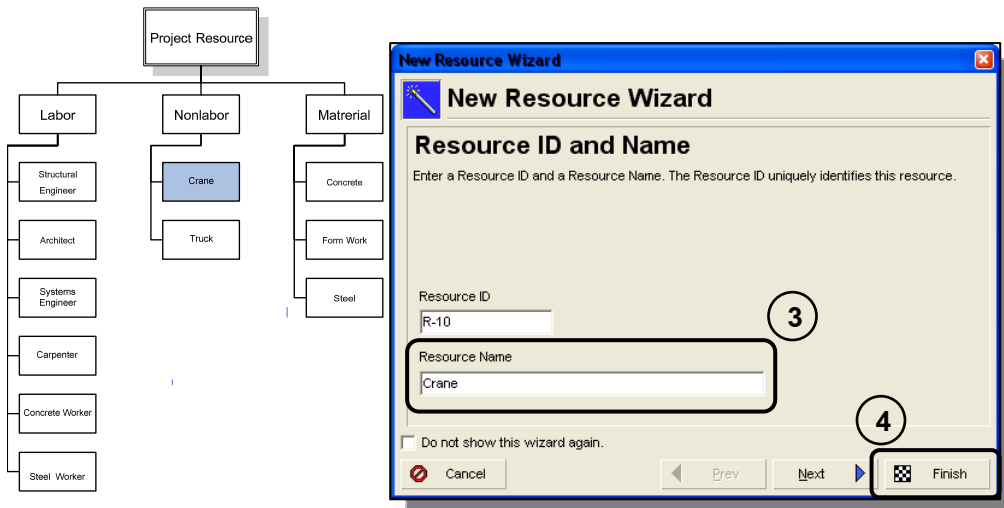 Project Resource
Labor
Nonlabor
Matrerial
Structural
Engineer
Crane
Concrete
Architect
Truck
Form Work
Systems
Engineer
Steel
Carpenter
Concrete Worker
Steel Worker
New Resource Wizard
New Resource Wizard
Resource ID and Name
Enter a Resource ID and a Resource Name. The Resource ID uniquely identifies this resource.
Resource ID
R-10
3
Resource Name
Crane
4
Do not show this wizard again.
Cancel
Prev
Next
Finish